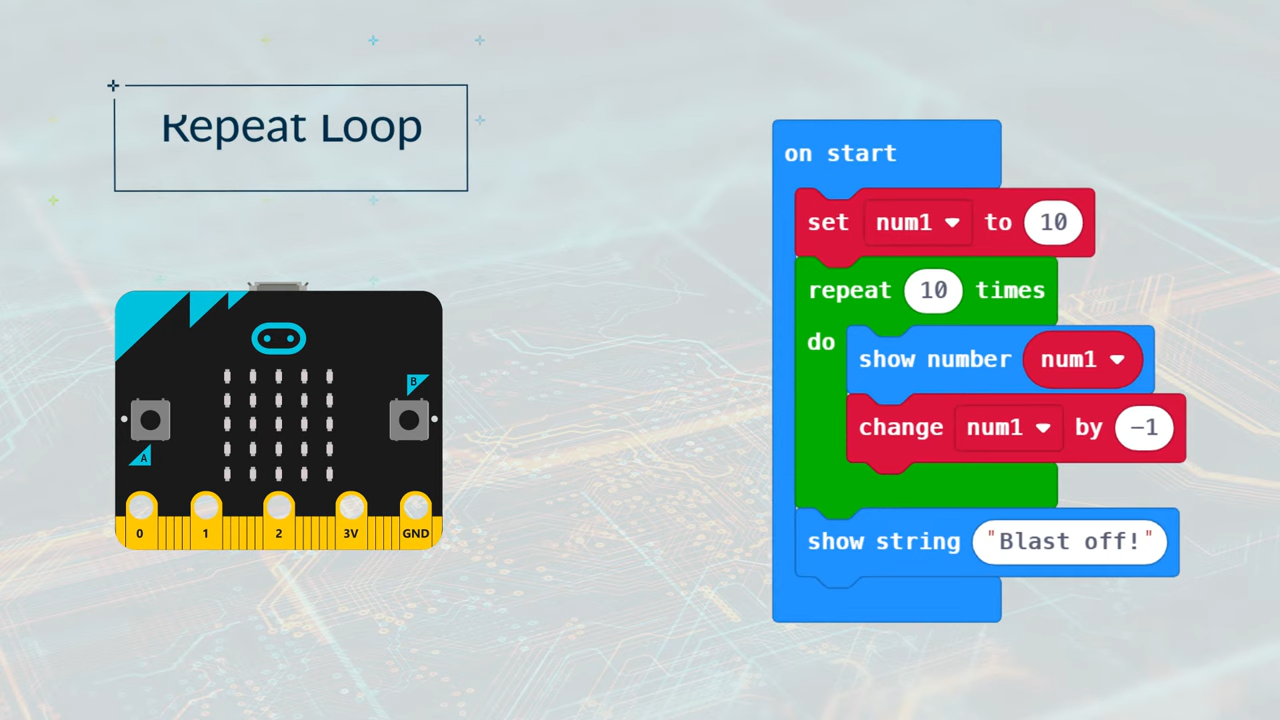 Repeat Loop
on start
set num1 to 10
repeat 10 times
do
show number num1
change num1 by −1
show string "Blast off!"
B
A
0 1 2 3V GND